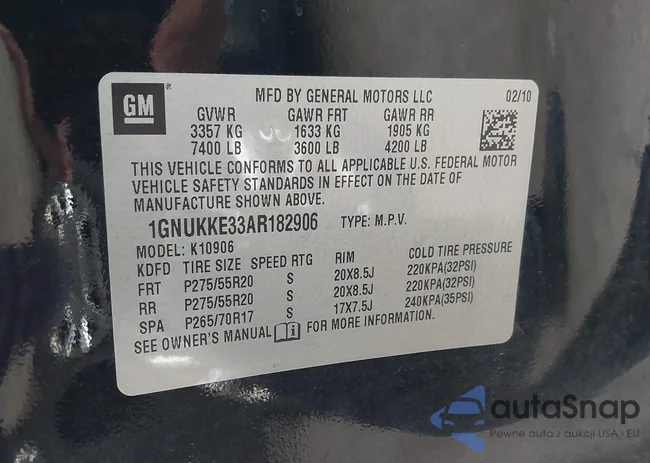 GM
MFD BY GENERAL MOTORS LLC 02/10
GVWR GAWR FRT GAWR RR
3357 KG 1633 KG 1905 KG
7400 LB 3600 LB 4200 LB
THIS VEHICLE CONFORMS TO ALL APPLICABLE U.S. FEDERAL MOTOR
VEHICLE SAFETY STANDARDS IN EFFECT ON THE DATE OF
MANUFACTURE SHOWN ABOVE.
1GNUKKE33AR182906 TYPE: M.P.V.
MODEL: K10906
KDFD TIRE SIZE SPEED RTG RIM COLD TIRE PRESSURE
FRT P275/55R20 S 20X8.5J 220KPA(32PSI)
RR P275/55R20 S 20X8.5J 220KPA(32PSI)
SPA P265/70R17 S 17X7.5J 240KPA(35PSI)
SEE OWNER'S MANUAL FOR MORE INFORMATION.
autaSnap
Pewne auta z aukcji USA i EU